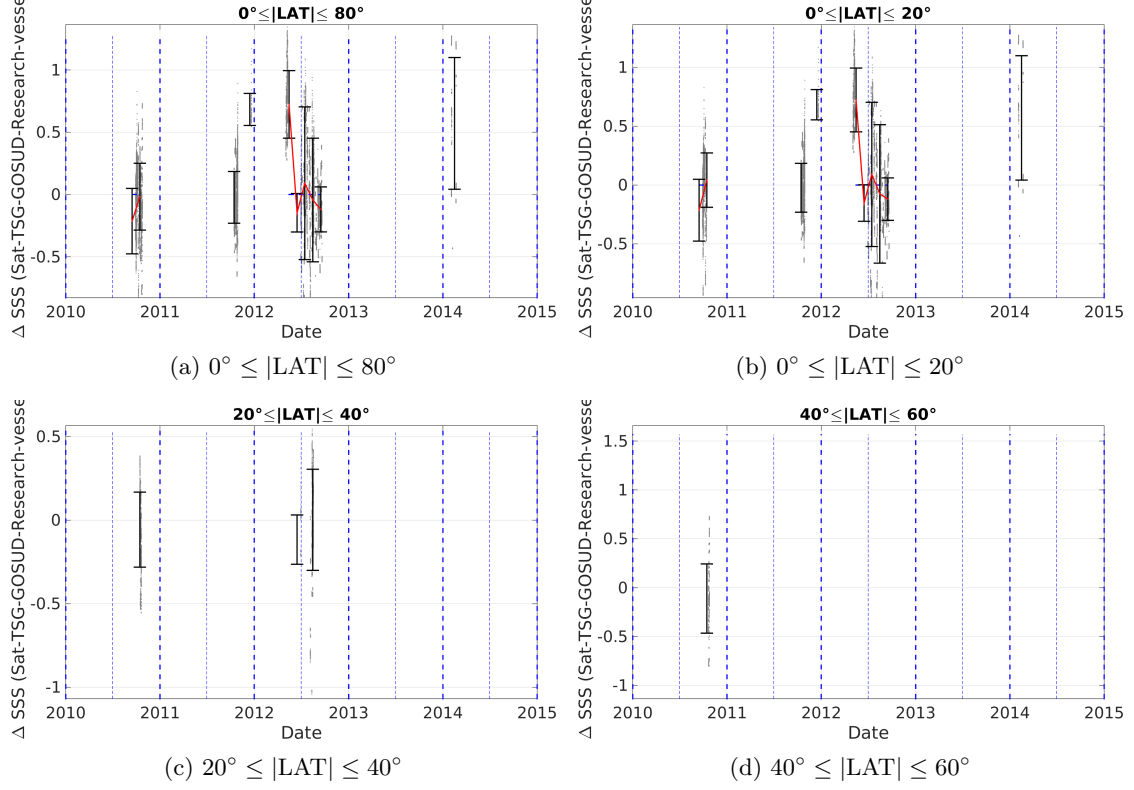 0°≤|LAT|≤ 80°
Δ SSS (Sat-TSG-GOSUD-Research-vesse
1
0.5
0
-0.5
2010 2011 2012 2013 2014 2015
Date
(a) 0° ≤ |LAT| ≤ 80°
0°≤|LAT|≤ 20°
Δ SSS (Sat-TSG-GOSUD-Research-vesse
1
0.5
0
-0.5
2010 2011 2012 2013 2014 2015
Date
(b) 0° ≤ |LAT| ≤ 20°
20°≤|LAT|≤ 40°
Δ SSS (Sat-TSG-GOSUD-Research-vesse
0.5
0
-0.5
-1
2010 2011 2012 2013 2014 2015
Date
(c) 20° ≤ |LAT| ≤ 40°
40°≤|LAT|≤ 60°
Δ SSS (Sat-TSG-GOSUD-Research-vesse
1.5
1
0.5
0
-0.5
-1
2010 2011 2012 2013 2014 2015
Date
(d) 40° ≤ |LAT| ≤ 60°